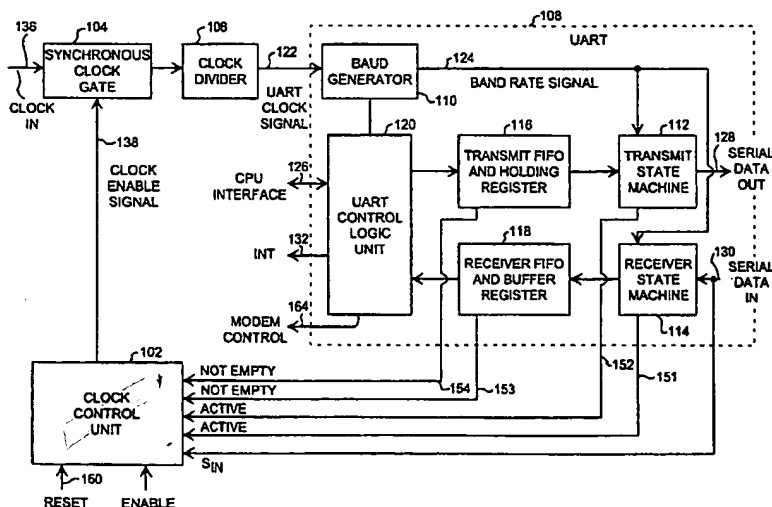 108
UART
136
104
SYNCHRONOUS
CLOCK
GATE
CLOCK IN
106
CLOCK
DIVIDER
122
UART
CLOCK
SIGNAL
BAUD
GENERATOR
110
124
BAND RATE SIGNAL
138
CLOCK
ENABLE
SIGNAL
120
UART
CONTROL
LOGIC
UNIT
116
TRANSMIT FIFO
AND HOLDING
REGISTER
112
TRANSMIT
STATE
MACHINE
128
SERIAL
DATA
OUT
CPU
INTERFACE
126
INT
132
MODEM
CONTROL
164
118
RECEIVER FIFO
AND BUFFER
REGISTER
RECEIVER
STATE
MACHINE
114
130
SERIAL
DATA
IN
102
CLOCK
CONTROL
UNIT
NOT EMPTY
154
NOT EMPTY
153
ACTIVE
152
ACTIVE
151
SIN
160
RESET
ENABLE